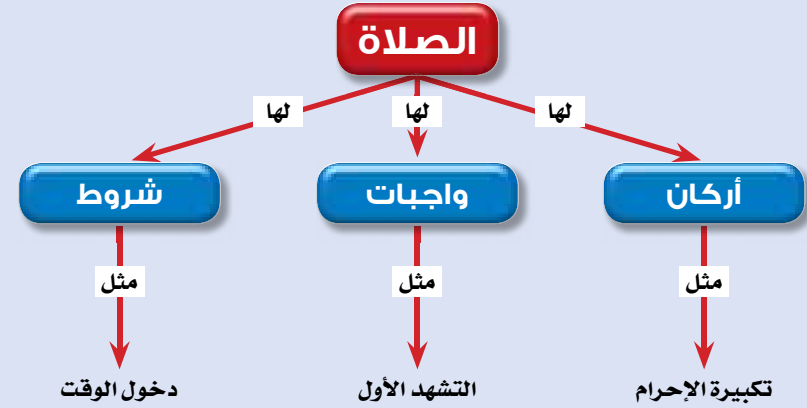 الصلاة
لها
لها
لها
أركان
واجبات
شروط
مثل
مثل
مثل
تكبيرة الإحرام
التشهد الأول
دخول الوقت